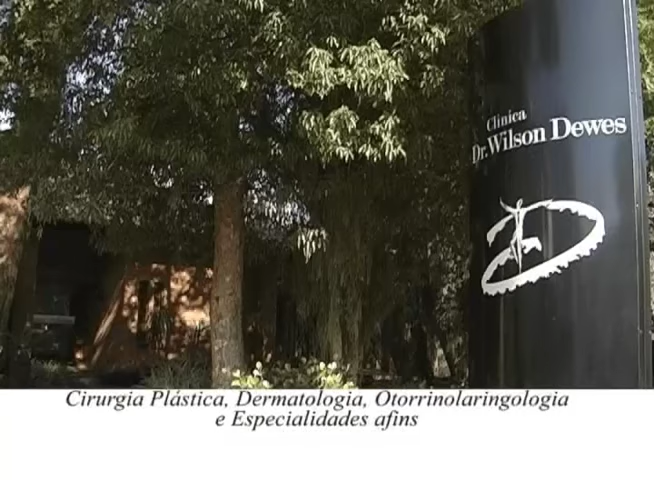 Clínica
Dr. Wilson Dewes
Cirurgia Plástica, Dermatologia, Otorrinolaringologia
e Especialidades afins